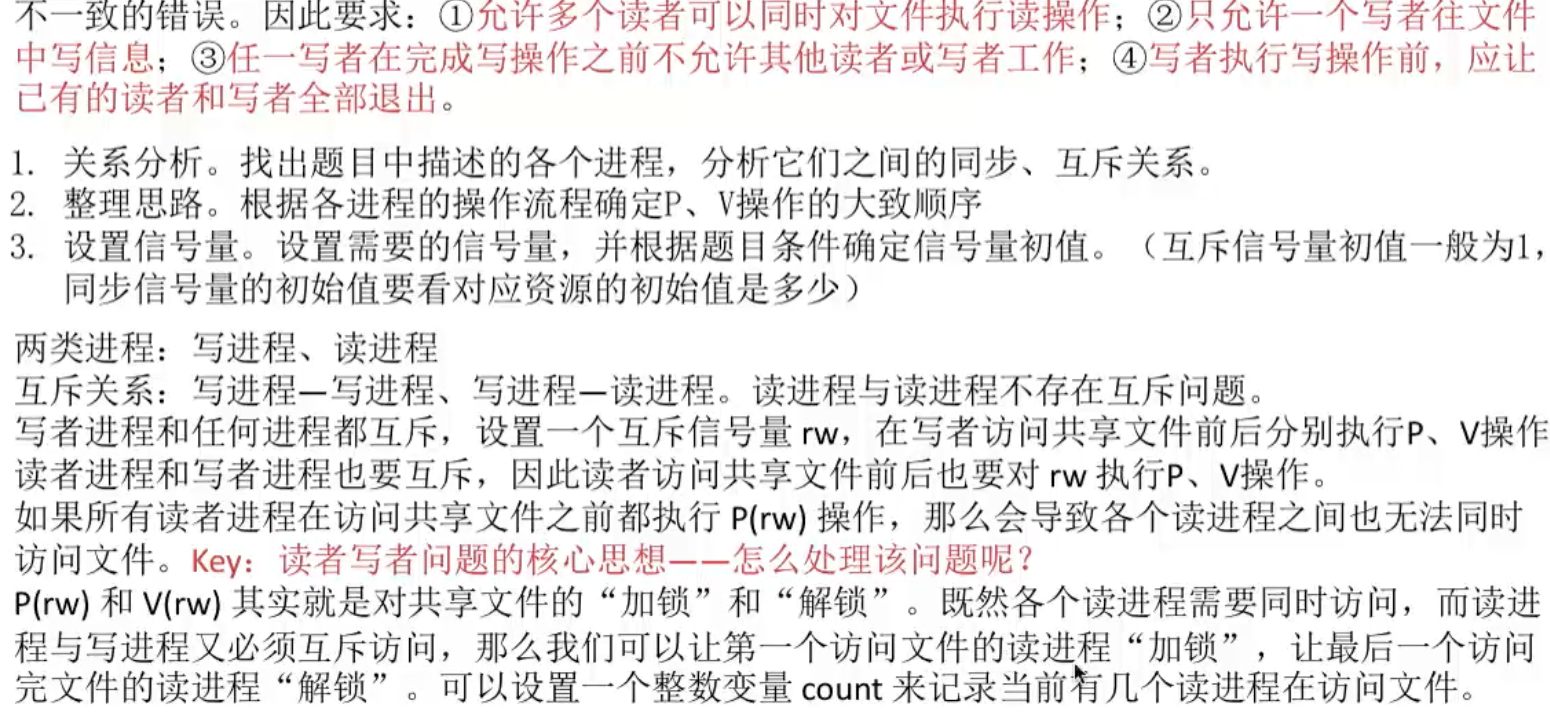 不一致的错误。因此要求：①允许多个读者可以同时对文件执行读操作；②只允许一个写者往文件
中写信息；③任一写者在完成写操作之前不允许其他读者或写者工作；④写者执行写操作前，应让
已有的读者和写者全部退出。
1. 关系分析。找出题目中描述的各个进程，分析它们之间的同步、互斥关系。
2. 整理思路。根据各进程的操作流程确定P、V操作的大致顺序
3. 设置信号量。设置需要的信号量，并根据题目条件确定信号量初值。（互斥信号量初值一般为1，
同步信号量的初始值要看对应资源的初始值是多少）
两类进程：写进程、读进程
互斥关系：写进程—写进程、写进程—读进程。读进程与读进程不存在互斥问题。
写者进程和任何进程都互斥，设置一个互斥信号量 rw，在写者访问共享文件前后分别执行P、V操作
读者进程和写者进程也要互斥，因此读者访问共享文件前后也要对 rw 执行P、V操作。
如果所有读者进程在访问共享文件之前都执行 P(rw) 操作，那么会导致各个读进程之间也无法同时
访问文件。Key：读者写者问题的核心思想——怎么处理该问题呢？
P(rw) 和 V(rw) 其实就是对共享文件的“加锁”和“解锁”。既然各个读进程需要同时访问，而读进
程与写进程又必须互斥访问，那么我们可以让第一个访问文件的读进程“加锁”，让最后一个访问
完文件的读进程“解锁”。可以设置一个整数变量 count 来记录当前有几个读进程在访问文件。